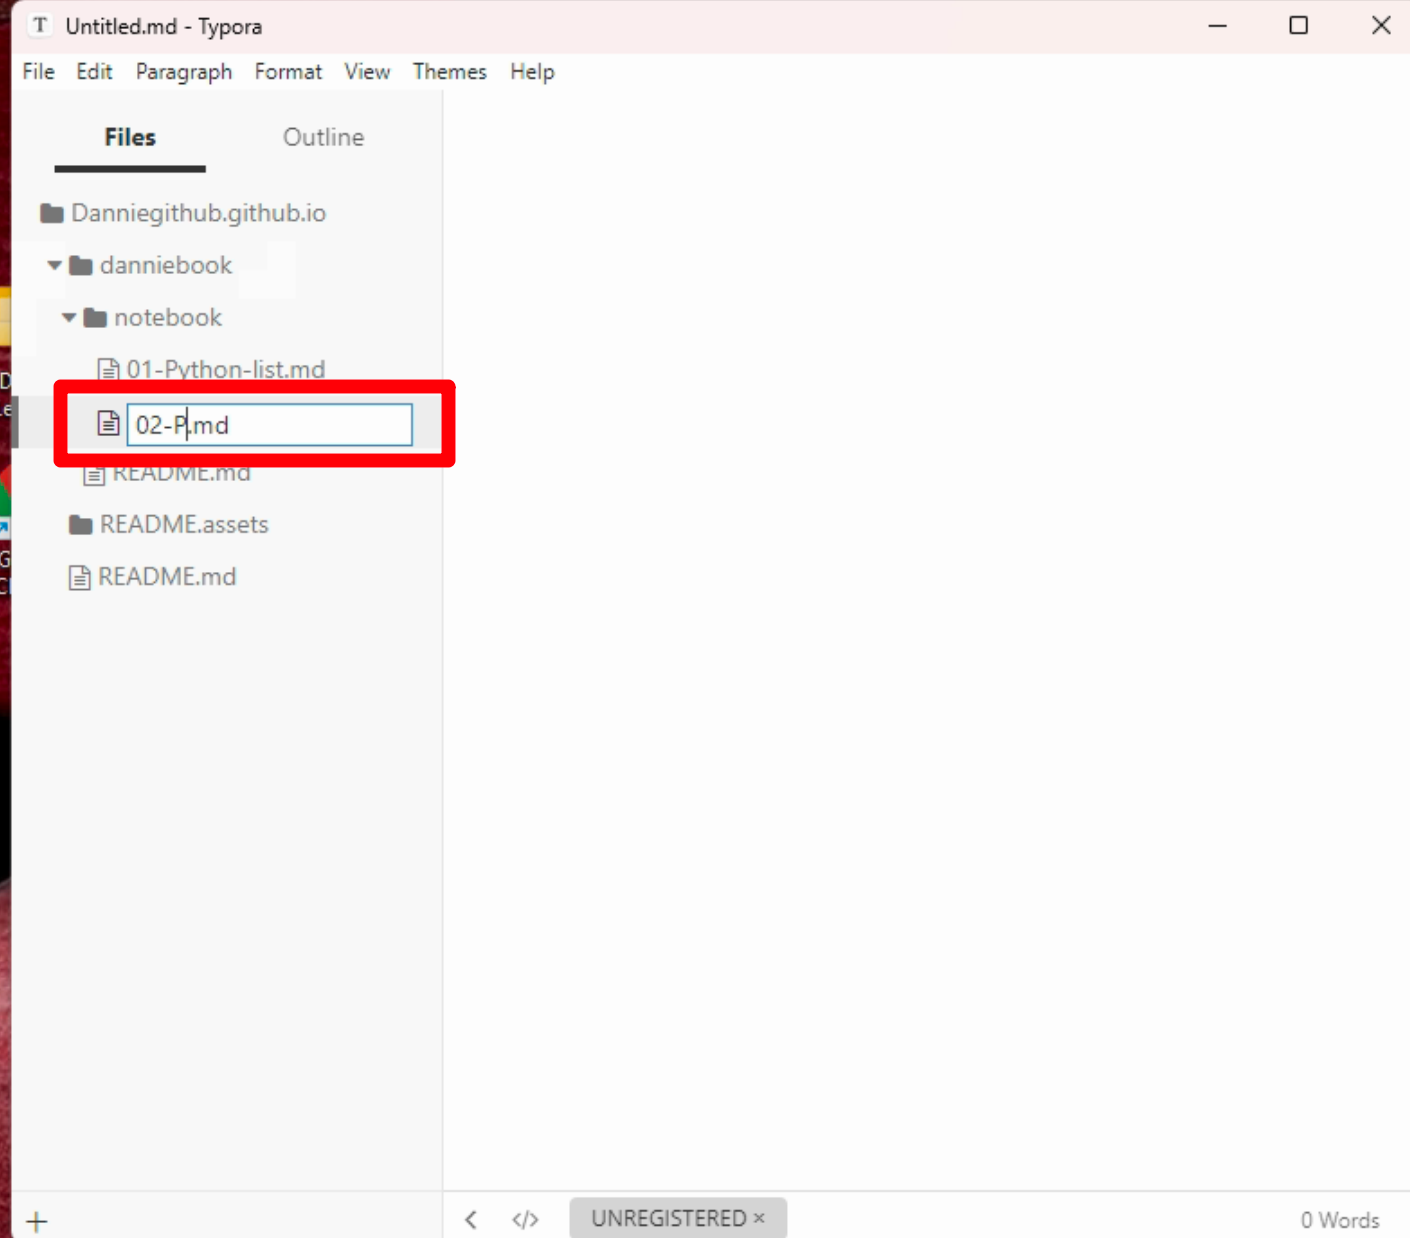 T Untitled.md - Typora
File Edit Paragraph Format View Themes Help
Files Outline
Danniegithub.github.io
danniebook
notebook
01-Python-list.md
02-P.md
README.md
README.assets
README.md
+ < </> UNREGISTERED × 0 Words